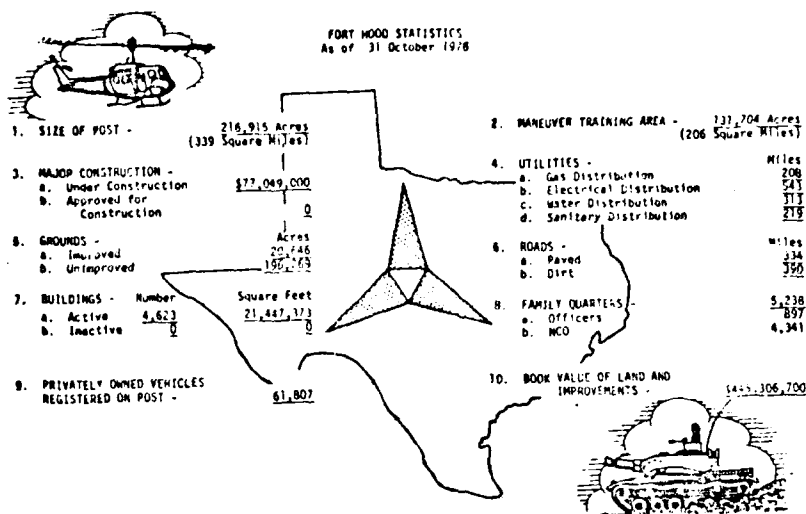 FORT HOOD STATISTICS
As of 31 October 1978
1. SIZE OF POST - 216,915 Acres
(339 Square Miles)
2. MANEUVER TRAINING AREA - 131,704 Acres
(206 Square Miles)
3. MAJOR CONSTRUCTION -
a. Under Construction $77,049,000
b. Approved for
Construction 0
4. UTILITIES - Miles
a. Gas Distribution 208
b. Electrical Distribution 543
c. Water Distribution 313
d. Sanitary Distribution 219
5. GROUNDS - Acres
a. Improved
b. Unimproved
6. ROADS - Miles
a. Paved 334
b. Dirt 390
7. BUILDINGS - Number Square Feet
a. Active 4,623 21,447,373
b. Inactive 0 0
8. FAMILY QUARTERS - 5,238
a. Officers 897
b. NCO 4,341
9. PRIVATELY OWNED VEHICLES
REGISTERED ON POST - 61,807
10. BOOK VALUE OF LAND AND
IMPROVEMENTS -